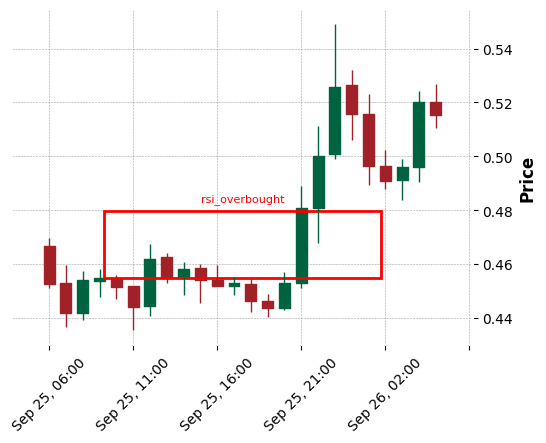 rsi_overbought
0.54
0.52
0.50
0.48
0.46
0.44
Price
Sep 25, 06:00
Sep 25, 11:00
Sep 25, 16:00
Sep 25, 21:00
Sep 26, 02:00